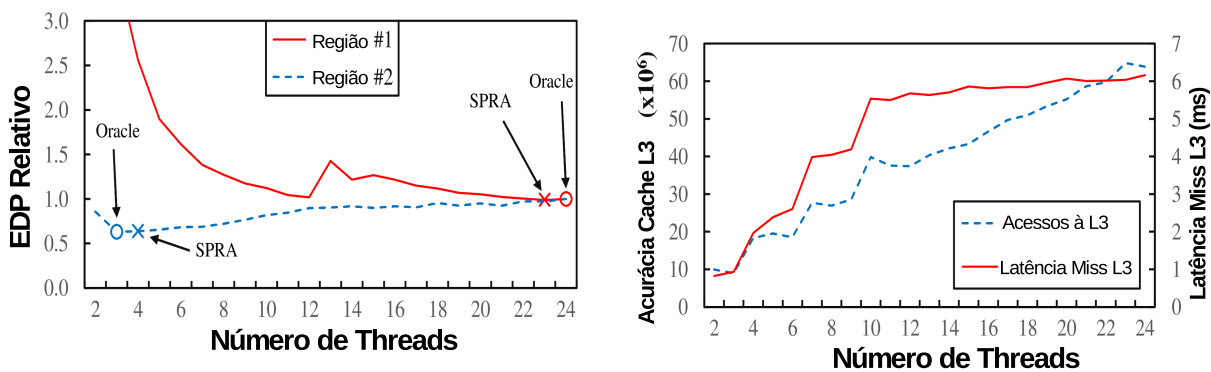 3.0
2.5
2.0
1.5
1.0
0.5
0.0
EDP Relativo
Região #1
Região #2
Oracle
SPRA
SPRA
Oracle
2 4 6 8 10 12 14 16 18 20 22 24
Número de Threads
70
60
50
40
30
20
10
0
Acurácia Cache L3 (x10⁶)
7
6
5
4
3
2
1
0
Latência Miss L3 (ms)
Acessos à L3
Latência Miss L3
2 4 6 8 10 12 14 16 18 20 22 24
Número de Threads